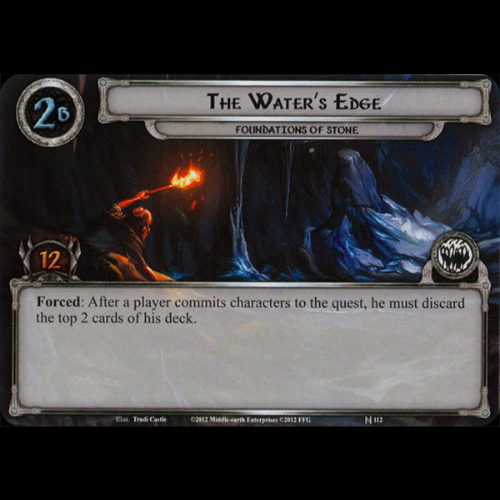 2B
THE WATER'S EDGE
FOUNDATIONS OF STONE
12
Forced: After a player commits characters to the quest, he must discard
the top 2 cards of his deck.
Illus. Trudi Castle ©2012 Middle-earth Enterprises ©2012 FFG 112